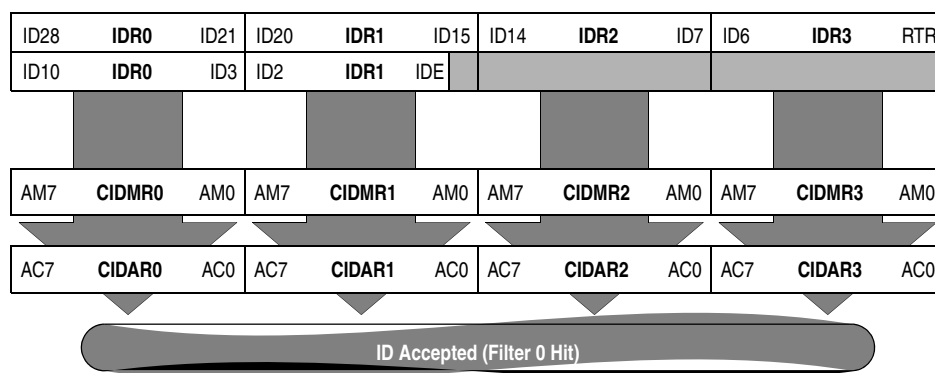 ID28 IDR0 ID21 ID20 IDR1 ID15 ID14 IDR2 ID7 ID6 IDR3 RTR
ID10 IDR0 ID3 ID2 IDR1 IDE
AM7 CIDMR0 AM0 AM7 CIDMR1 AM0 AM7 CIDMR2 AM0 AM7 CIDMR3 AM0
AC7 CIDAR0 AC0 AC7 CIDAR1 AC0 AC7 CIDAR2 AC0 AC7 CIDAR3 AC0
ID Accepted (Filter 0 Hit)